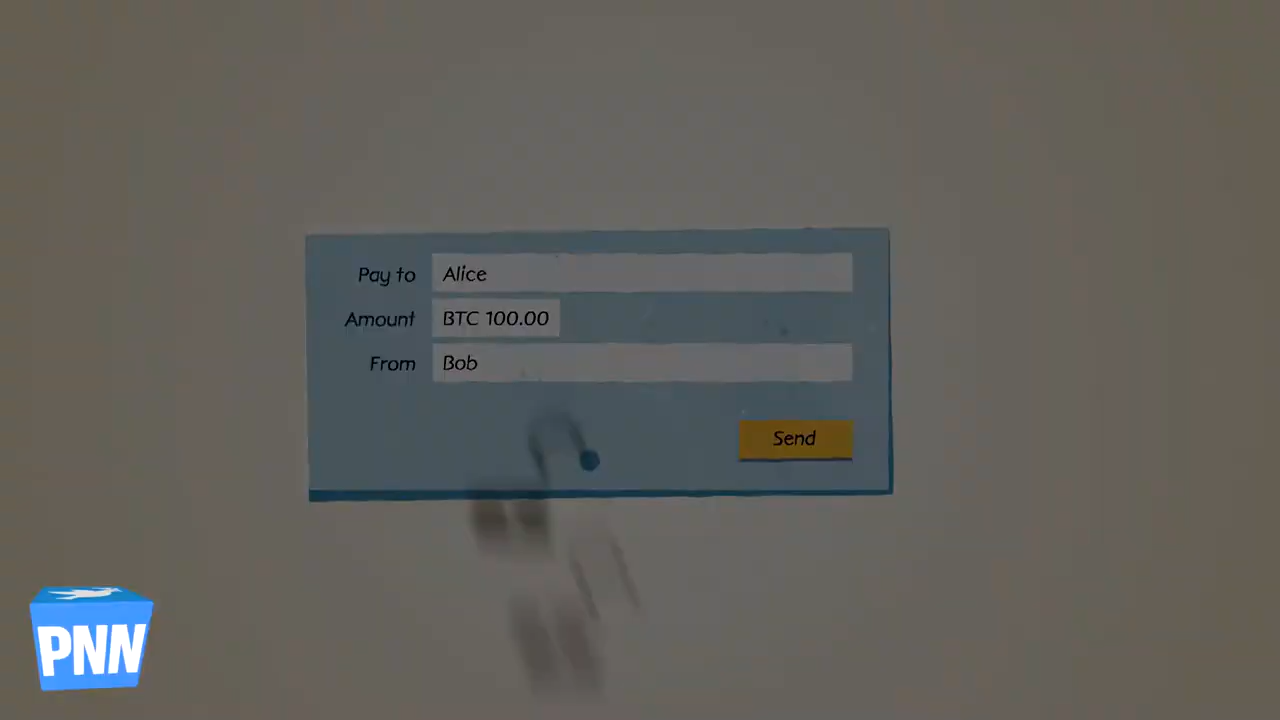 Pay to Alice
Amount BTC 100.00
From Bob
Send
PNN